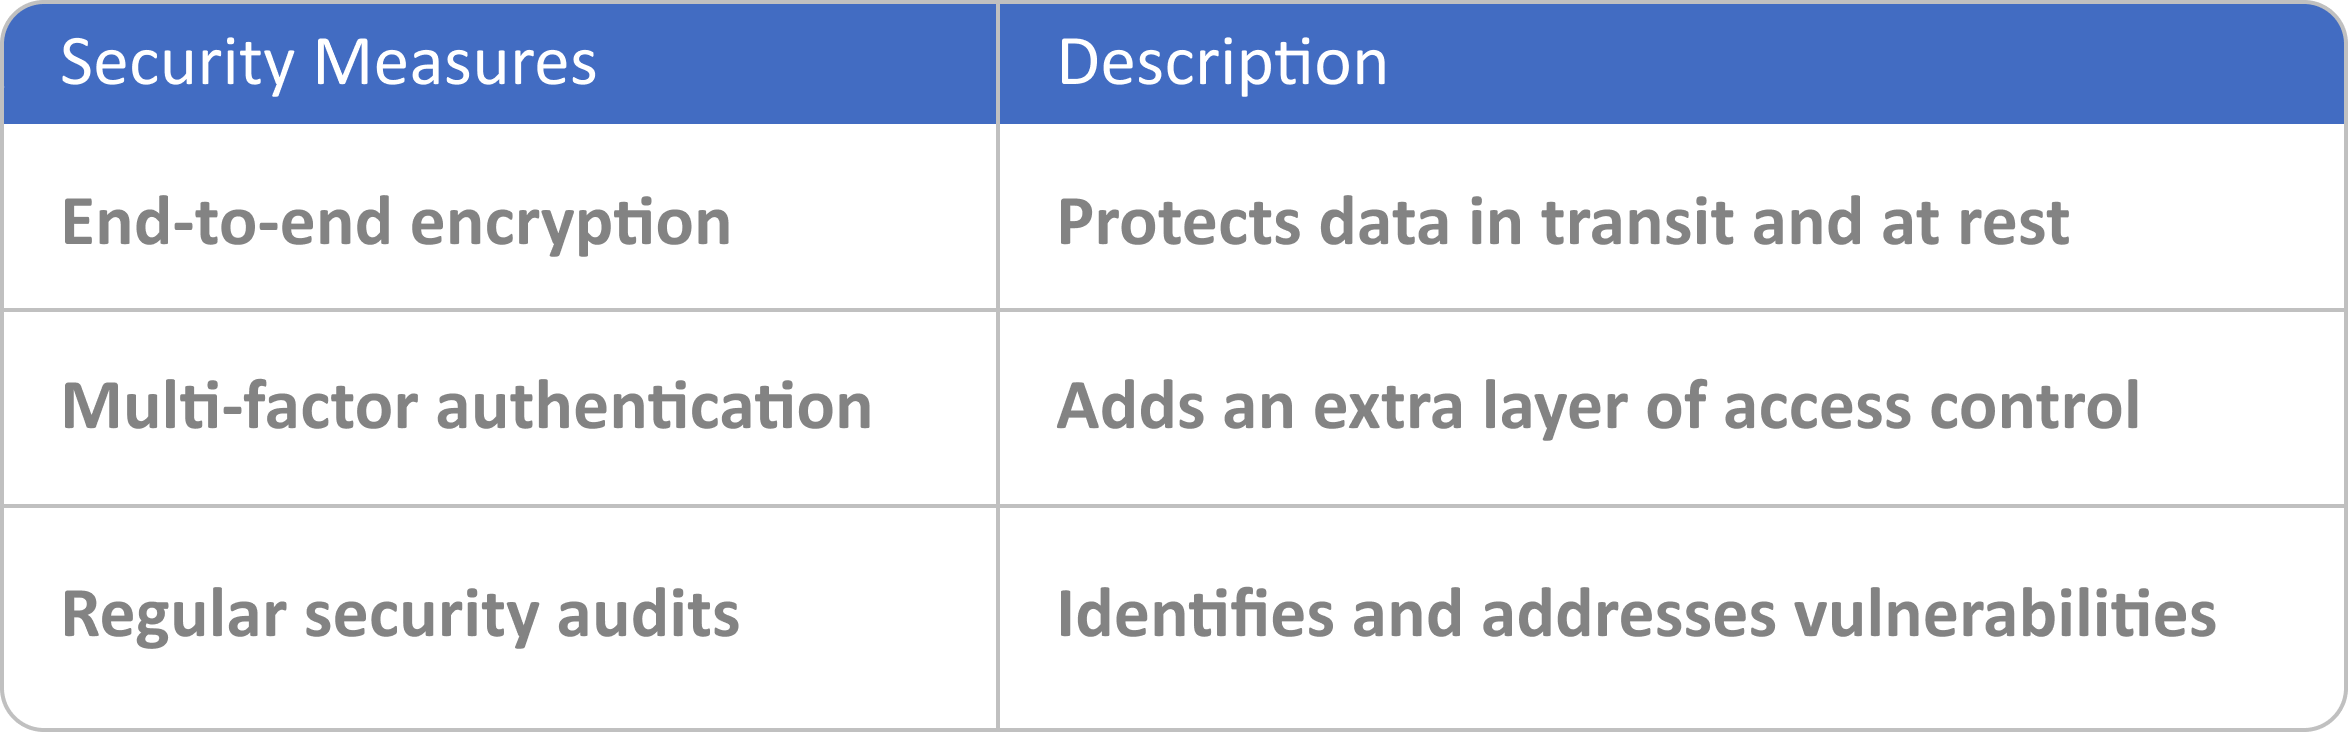 Security Measures
Description
End-to-end encryption
Protects data in transit and at rest
Multi-factor authentication
Adds an extra layer of access control
Regular security audits
Identifies and addresses vulnerabilities